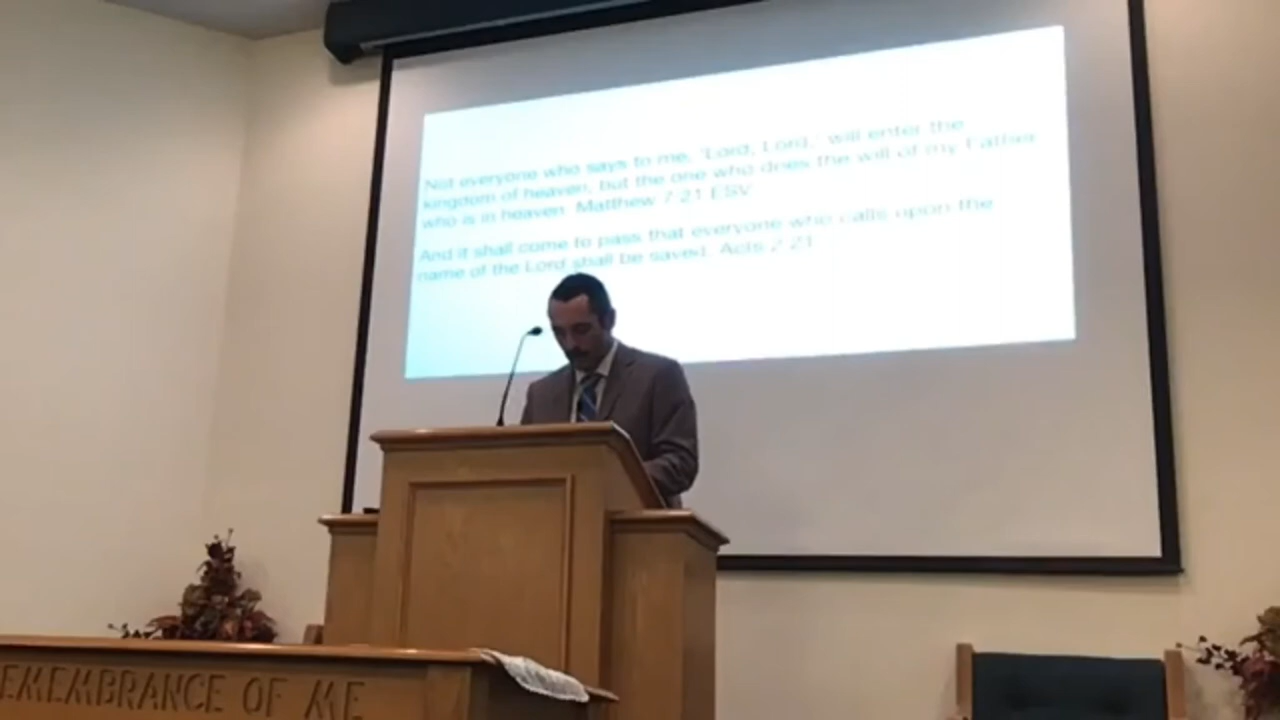 Not everyone who says to me, 'Lord, Lord,' will enter the
kingdom of heaven, but the one who does the will of my Father
who is in heaven. Matthew 7:21 ESV
And it shall come to pass that everyone who calls upon the
name of the Lord shall be saved. Acts 2:21
EMEMBRANCE OF ME